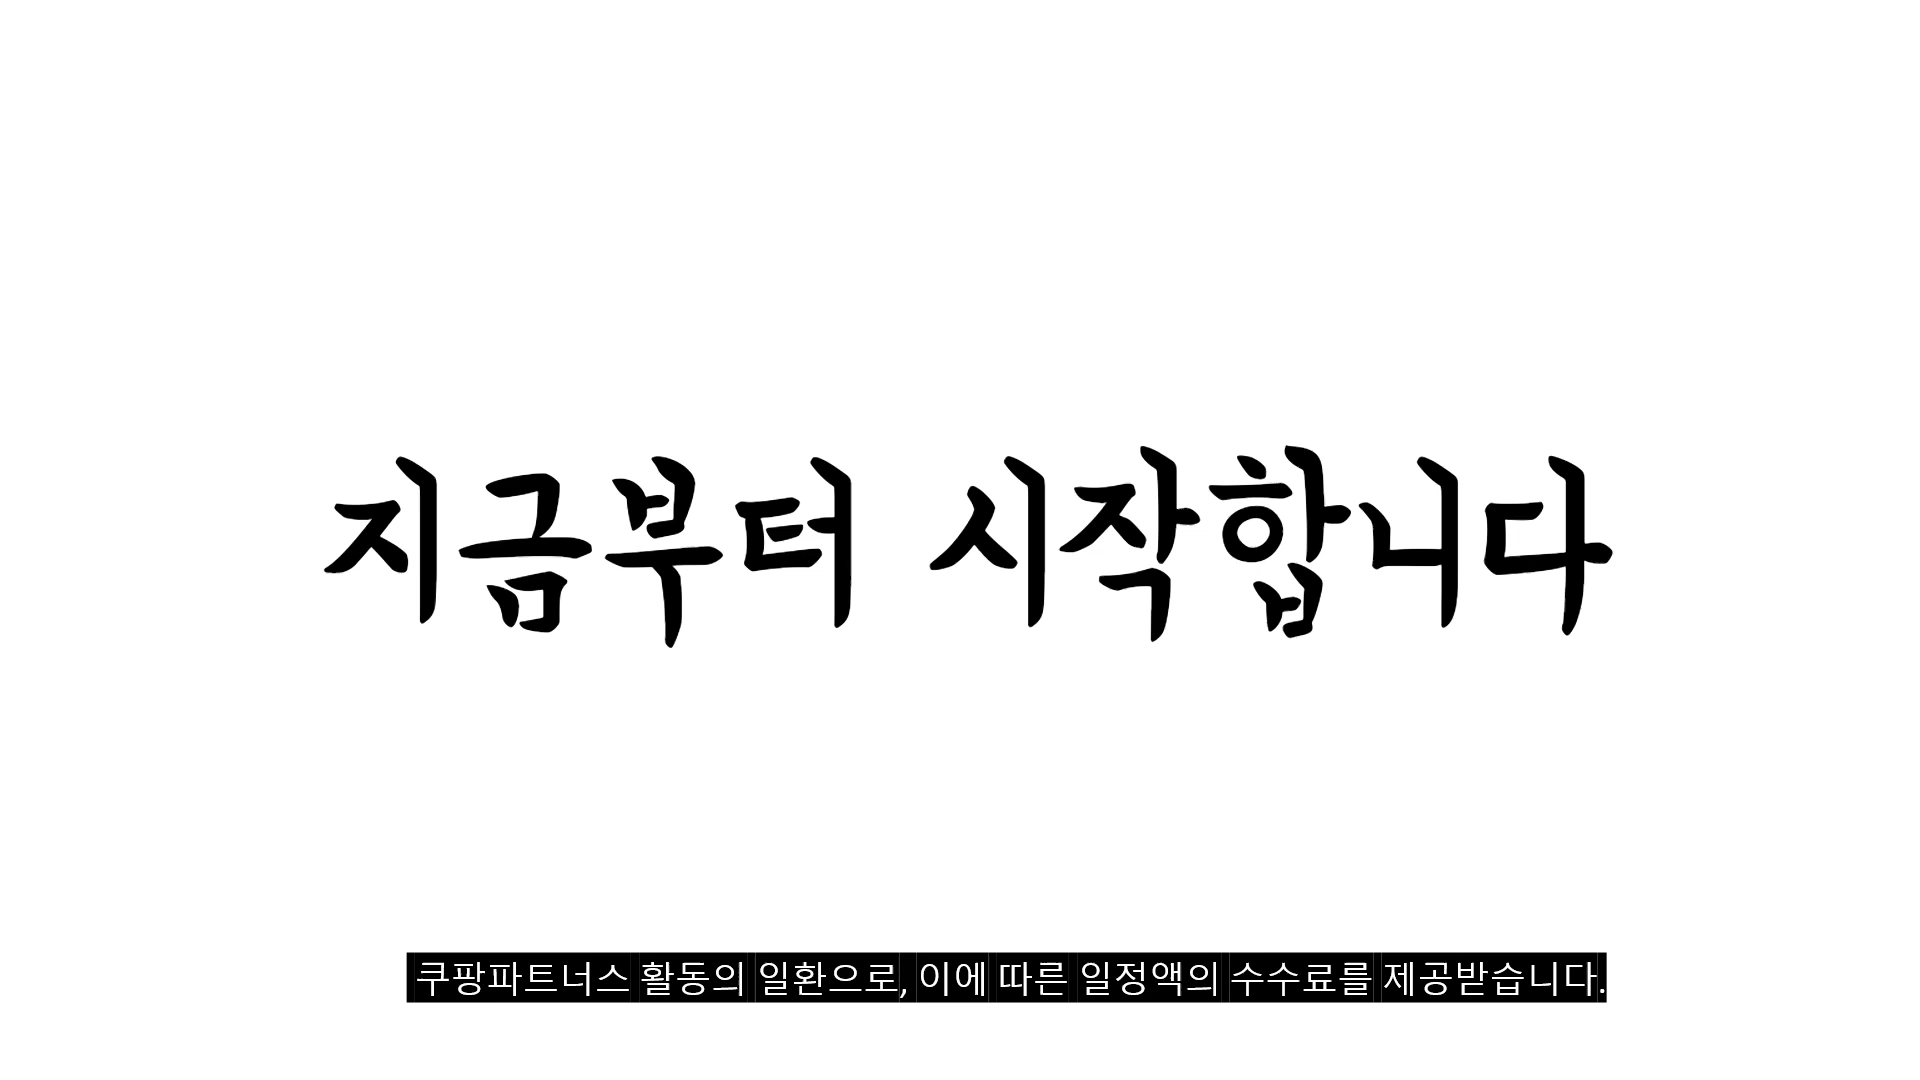 지금부터 시작합니다
쿠팡파트너스 활동의 일환으로, 이에 따른 일정액의 수수료를 제공받습니다.